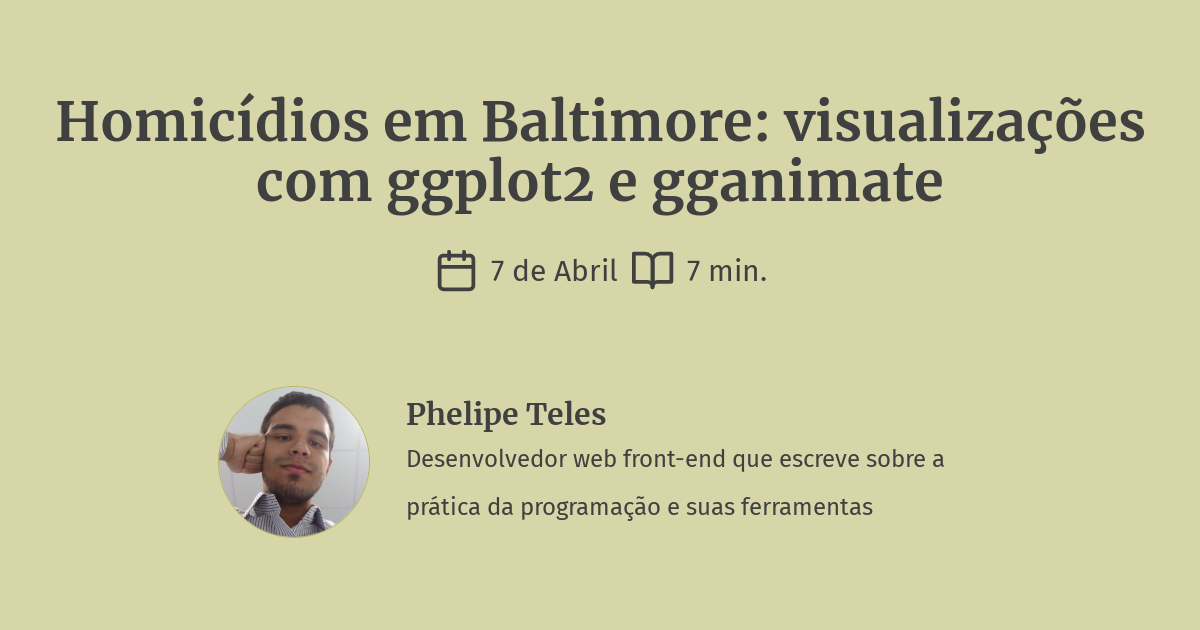 Homicídios em Baltimore: visualizações
com ggplot2 e gganimate
7 de Abril 7 min.
Phelipe Teles
Desenvolvedor web front-end que escreve sobre a
prática da programação e suas ferramentas